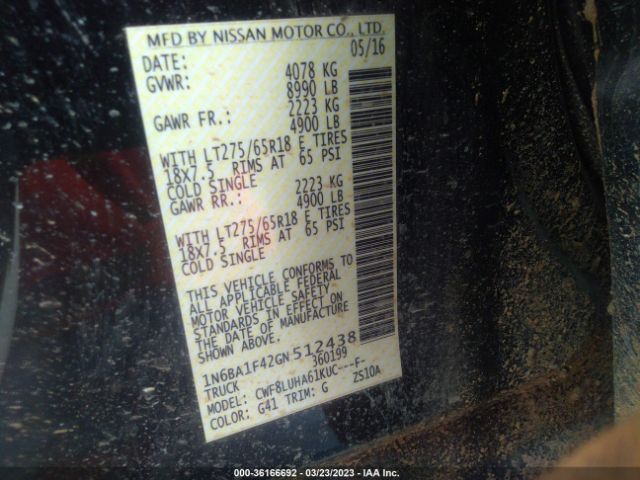 MFD BY NISSAN MOTOR CO., LTD.
DATE: 05/16
GVWR: 4078 KG
8990 LB
GAWR FR.: 2223 KG
4900 LB
WITH LT275/65R18 E TIRES
18X7.5 RIMS AT 65 PSI
COLD SINGLE
GAWR RR.: 2223 KG
4900 LB
WITH LT275/65R18 E TIRES
18X7.5 RIMS AT 65 PSI
COLD SINGLE
THIS VEHICLE CONFORMS TO
ALL APPLICABLE FEDERAL
MOTOR VEHICLE SAFETY
STANDARDS IN EFFECT ON
THE DATE OF MANUFACTURE
SHOWN ABOVE.
1N6BA1F42GN512438
TRUCK 360199
MODEL: CWF8LUHA61KUC---F-
COLOR: G41 TRIM: G ZS10A
000-36166692 - 03/23/2023 - IAA Inc.